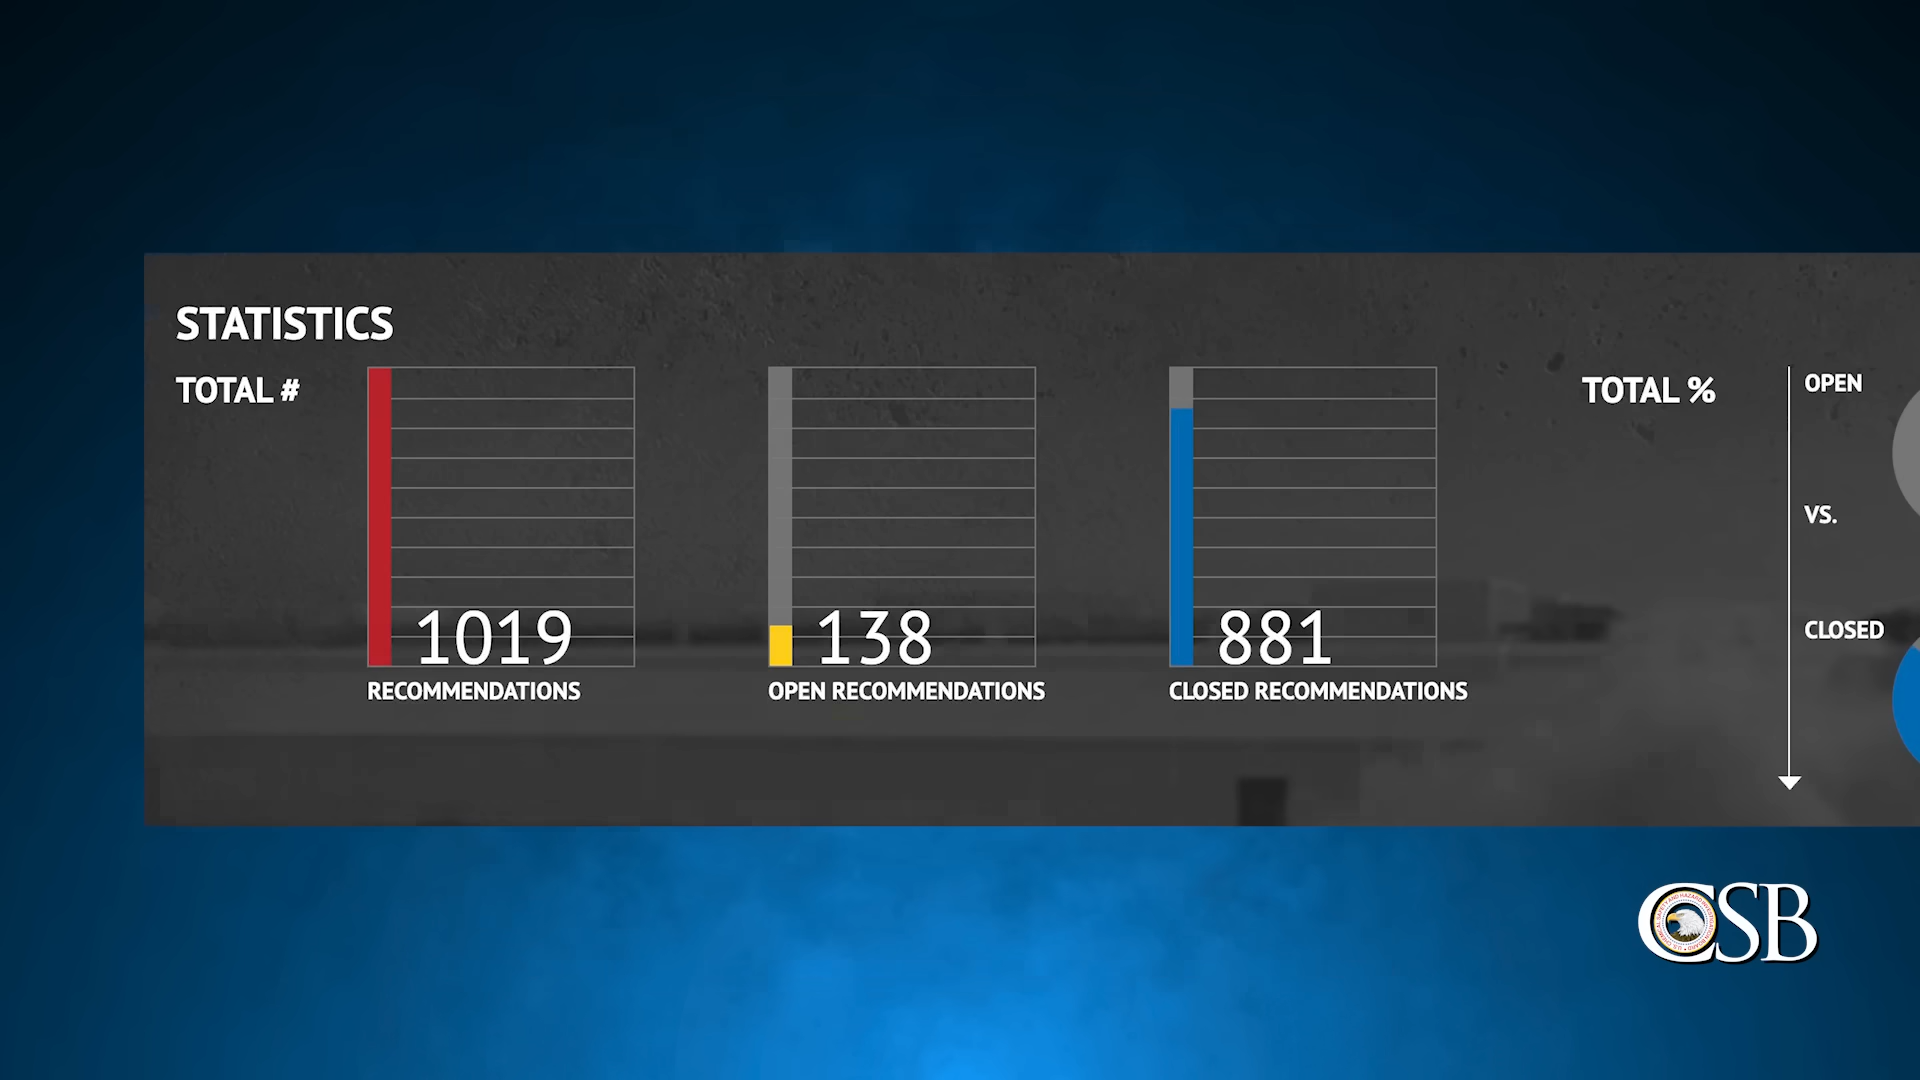 STATISTICS
TOTAL #
1019
RECOMMENDATIONS
138
OPEN RECOMMENDATIONS
881
CLOSED RECOMMENDATIONS
TOTAL %
OPEN
VS.
CLOSED
CSB